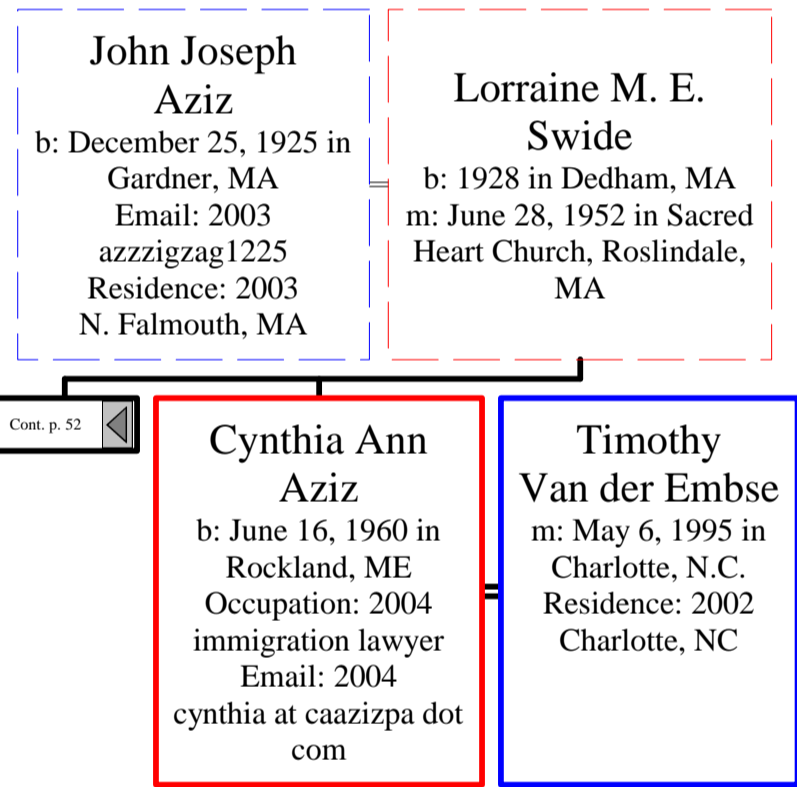 John Joseph
Aziz
b: December 25, 1925 in
Gardner, MA
Email: 2003
azzzigzag1225
Residence: 2003
N. Falmouth, MA
Lorraine M. E.
Swide
b: 1928 in Dedham, MA
m: June 28, 1952 in Sacred
Heart Church, Roslindale,
MA
Cont. p. 52
Cynthia Ann
Aziz
b: June 16, 1960 in
Rockland, ME
Occupation: 2004
immigration lawyer
Email: 2004
cynthia at caazizpa dot
com
Timothy
Van der Embse
m: May 6, 1995 in
Charlotte, N.C.
Residence: 2002
Charlotte, NC